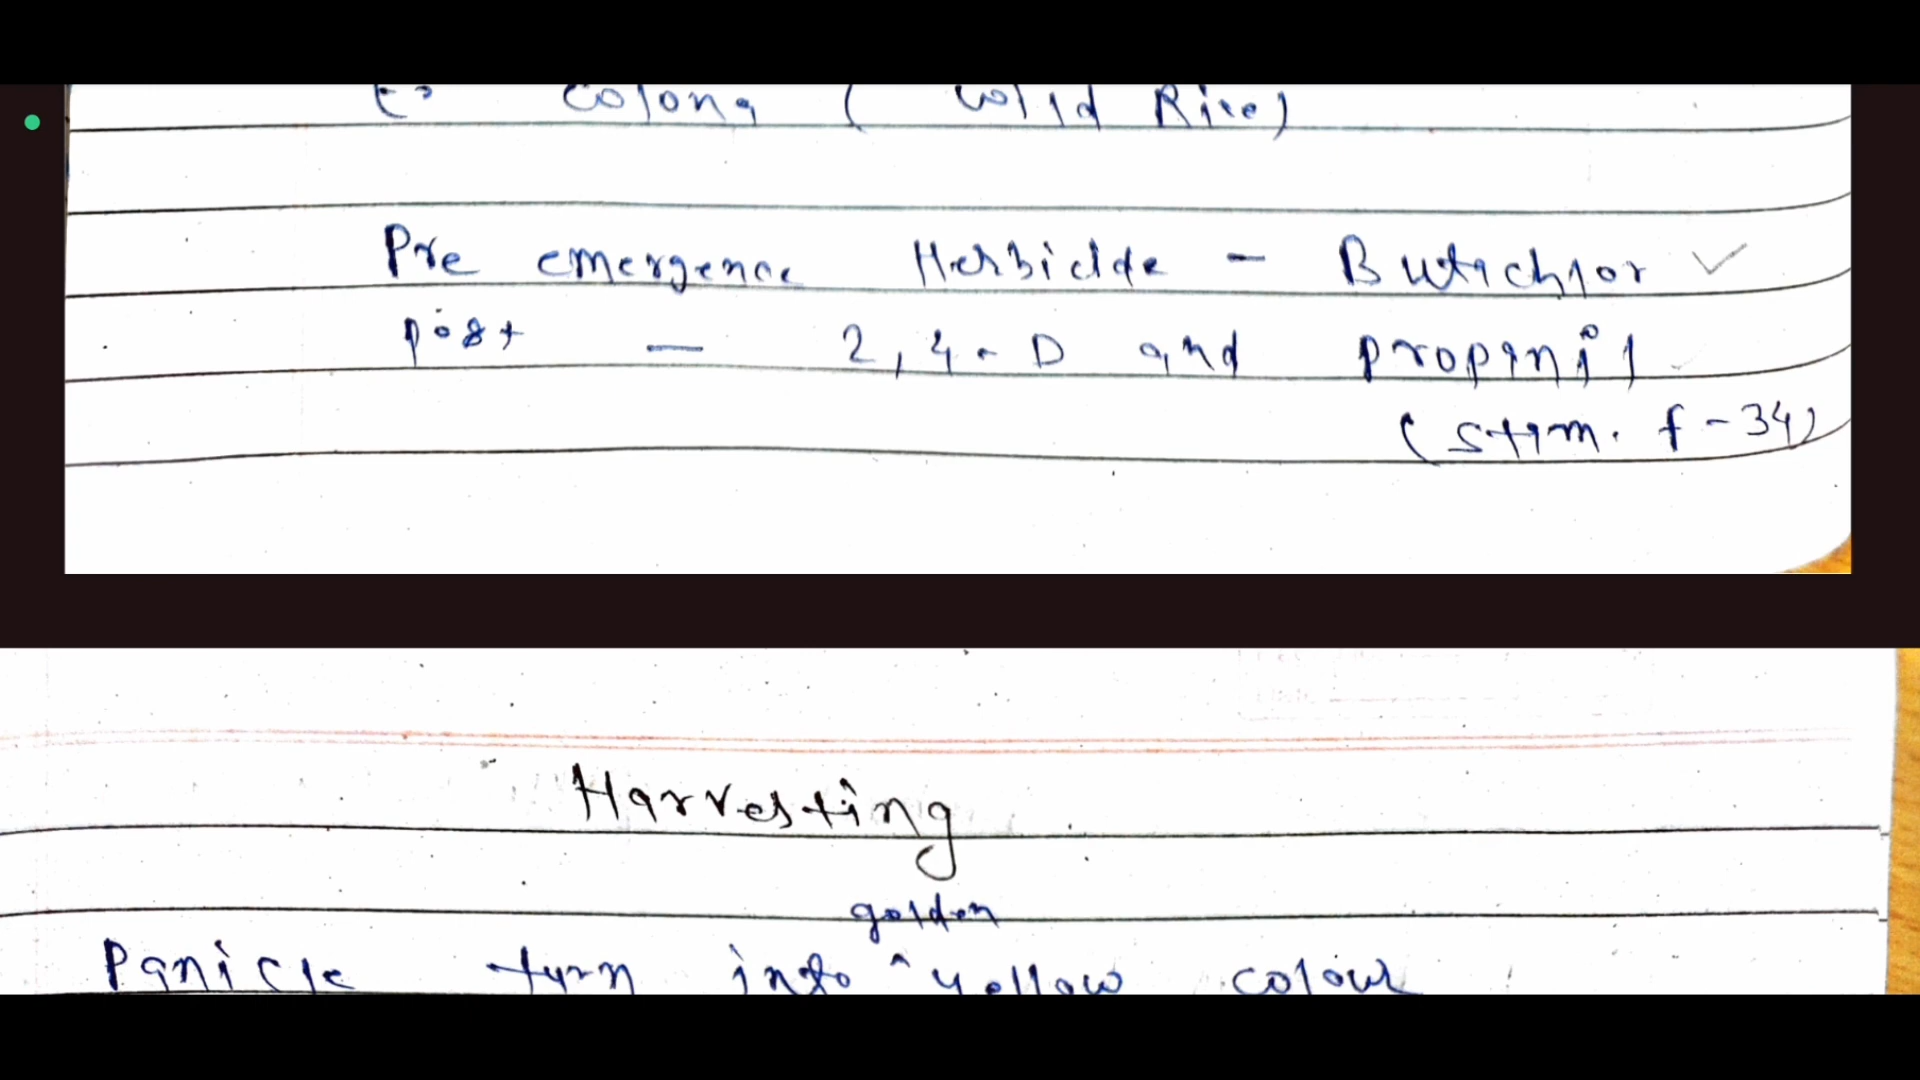 E. Colona ( Wild Rice)
Pre emergence Herbicide - Butachlor
post - 2,4-D and propanil
(stam. f-34)
Harvesting
golden
Panicle turn into ^ yellow colour